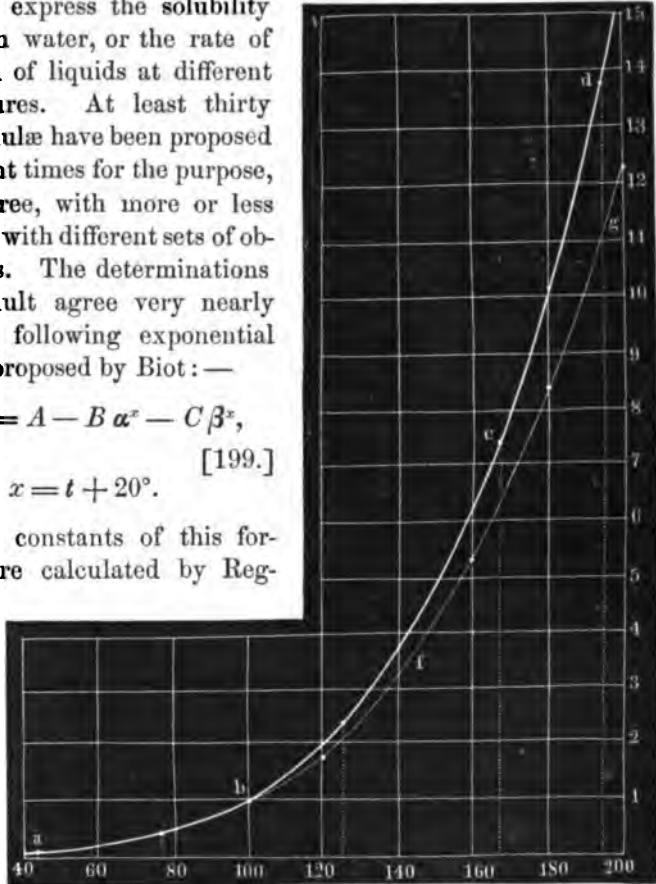 express the solubility
n water, or the rate of
of liquids at different
ures. At least thirty
ulæ have been proposed
nt times for the purpose,
ree, with more or less
with different sets of ob-
s. The determinations
ult agree very nearly
following exponential
proposed by Biot : —
= A — B αˣ — C βˣ,
[199.]
x = t + 20°.
constants of this for-
re calculated by Reg-
15
14
d
13
12
g
11
10
9
8
c
7
6
5
4
f
3
2
b
1
a
40 60 80 100 120 140 160 180 200